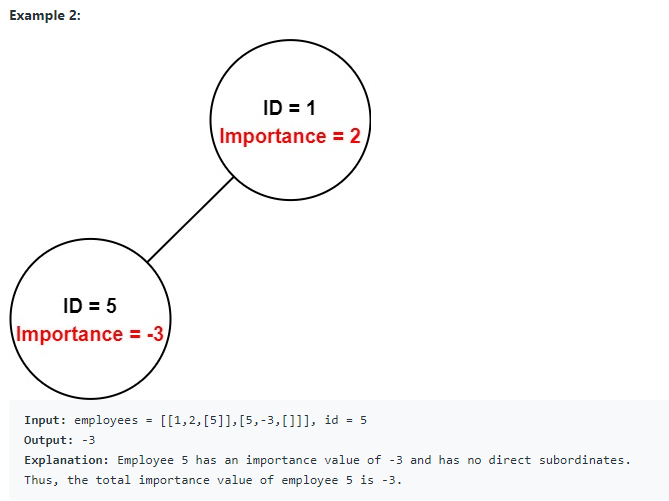 Example 2:
ID = 1
Importance = 2
ID = 5
Importance = -3
Input: employees = [[1,2,[5]],[5,-3,[]]], id = 5
Output: -3
Explanation: Employee 5 has an importance value of -3 and has no direct subordinates.
Thus, the total importance value of employee 5 is -3.